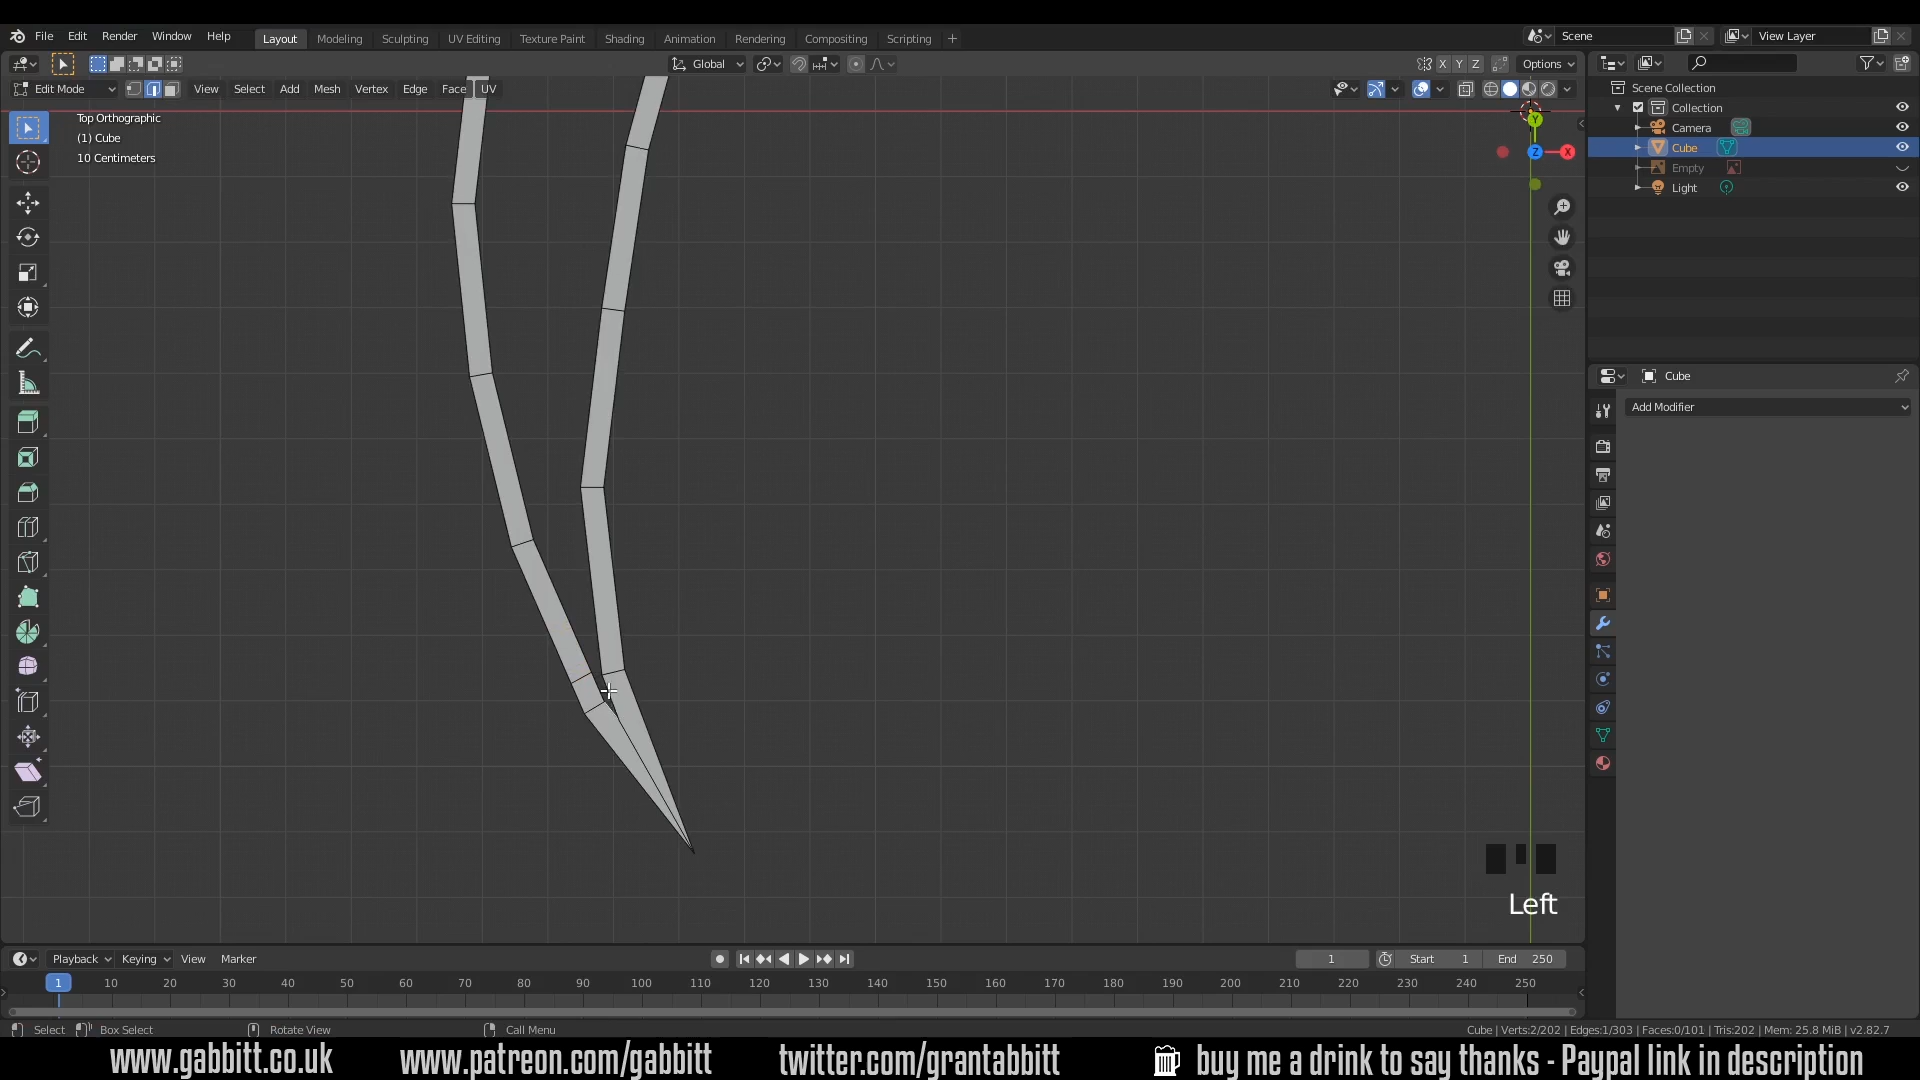 File Edit Render Window Help Layout Modeling Sculpting UV Editing Texture Paint Shading Animation Rendering Compositing Scripting + Scene View Layer
Global X Y Z Options
Edit Mode View Select Add Mesh Vertex Edge Face UV
Scene Collection
Collection
Camera
Cube
Empty
Light
Top Orthographic
(1) Cube
10 Centimeters
Y
Z X
Cube
Add Modifier
Left
Playback Keying View Marker 1 Start 1 End 250
1 10 20 30 40 50 60 70 80 90 100 110 120 130 140 150 160 170 180 190 200 210 220 230 240 250
Select Box Select Rotate View Call Menu Cube | Verts:2/202 | Edges:1/303 | Faces:0/101 | Tris:202 | Mem: 25.8 MiB | v2.82.7
www.gabbitt.co.uk www.patreon.com/gabbitt twitter.com/grantabbitt buy me a drink to say thanks - Paypal link in description